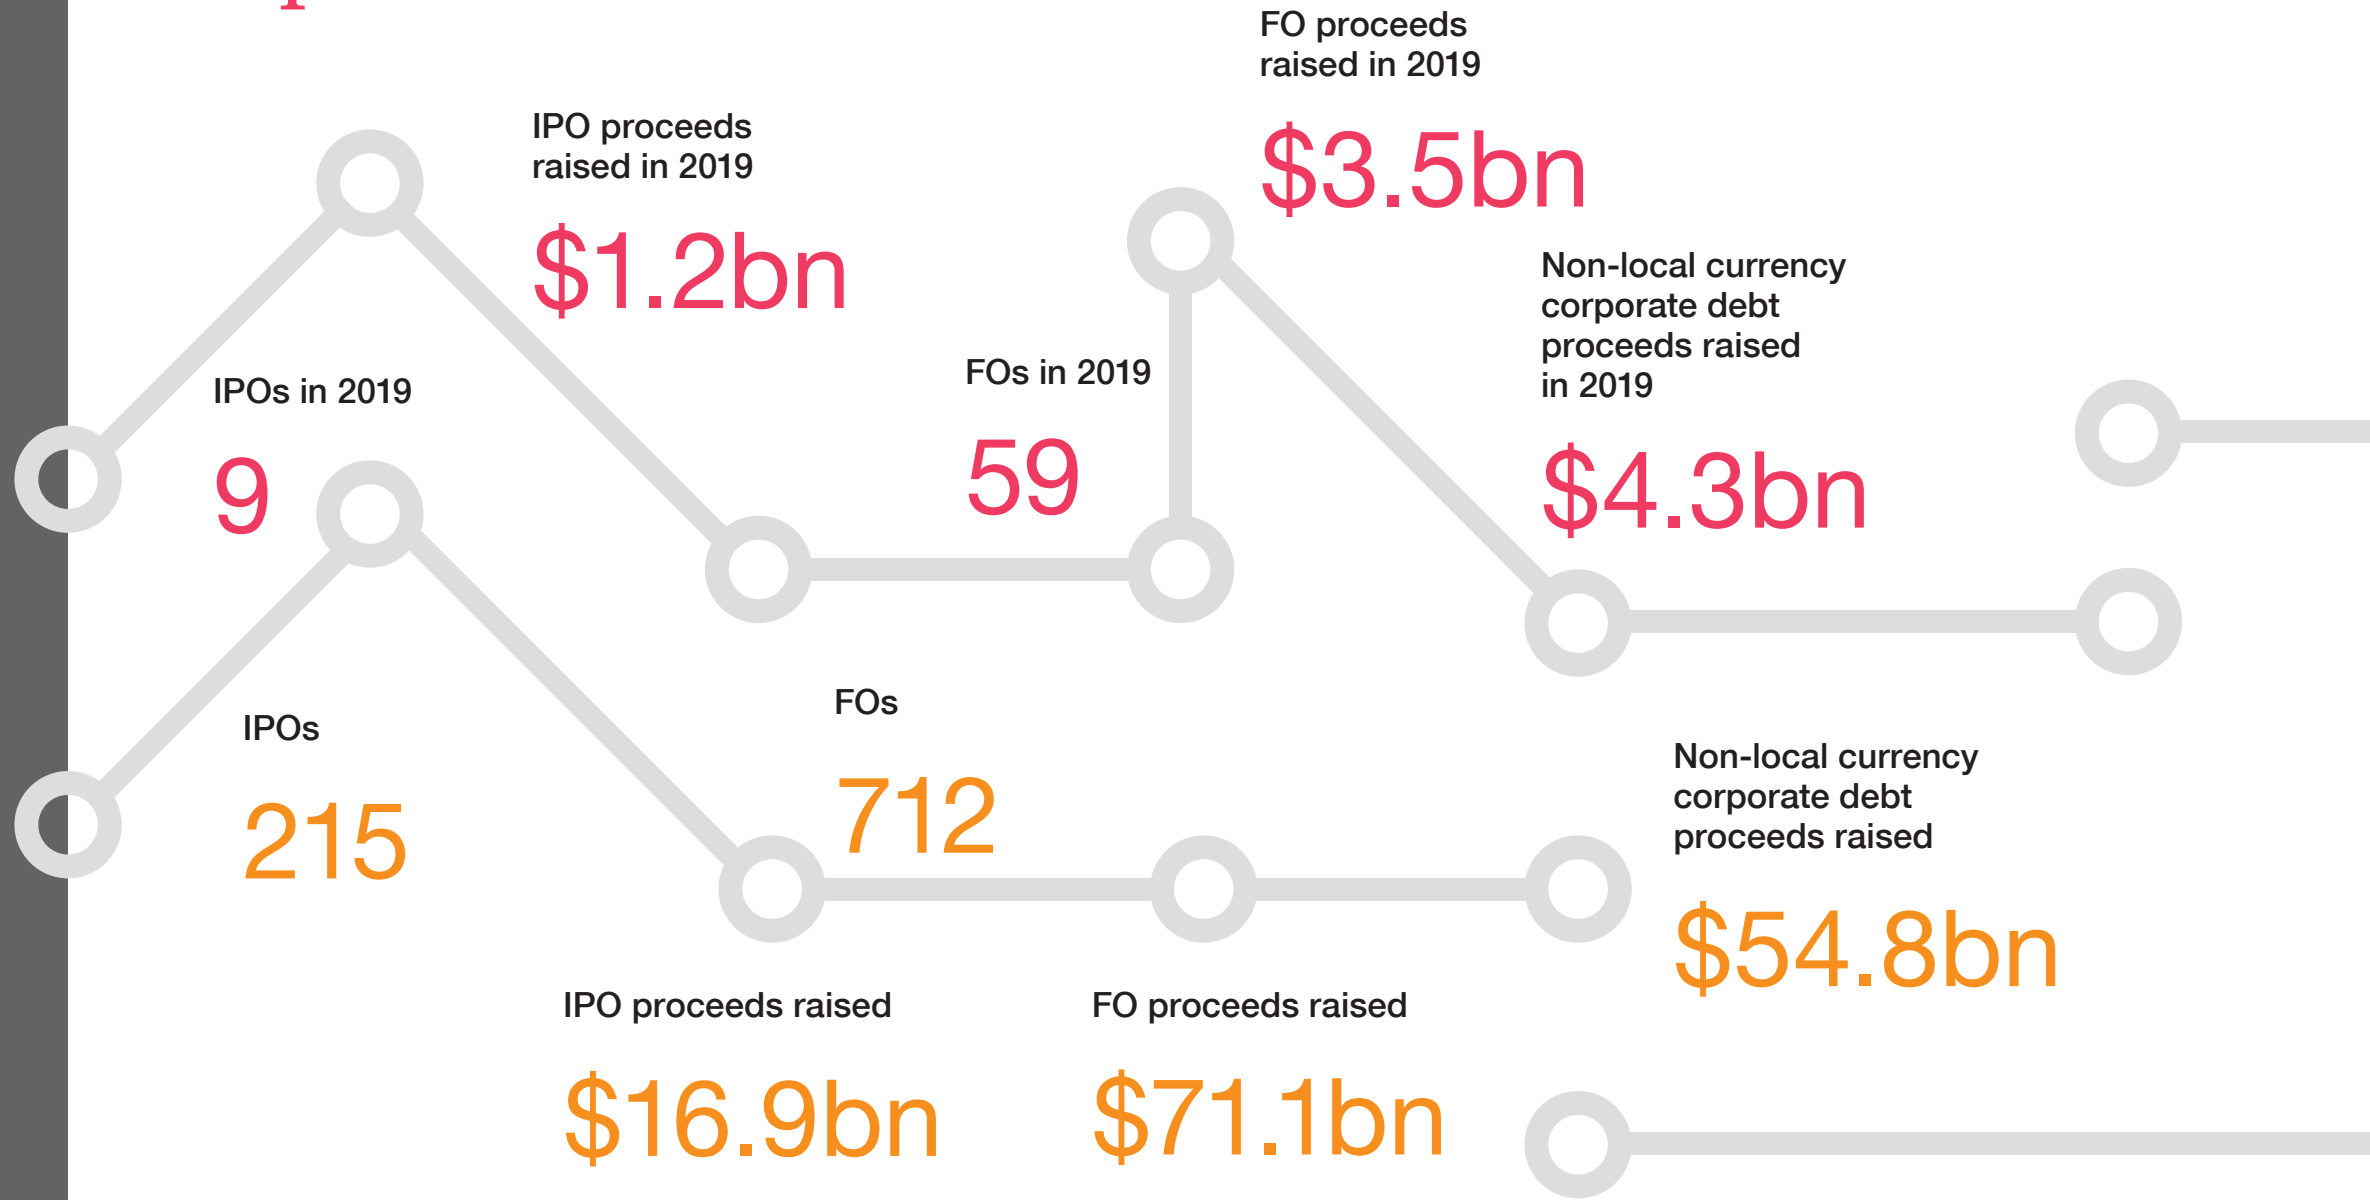 IPOs in 2019
9
IPO proceeds
raised in 2019
$1.2bn
FOs in 2019
59
FO proceeds
raised in 2019
$3.5bn
Non-local currency
corporate debt
proceeds raised
in 2019
$4.3bn
IPOs
215
IPO proceeds raised
$16.9bn
FOs
712
FO proceeds raised
$71.1bn
Non-local currency
corporate debt
proceeds raised
$54.8bn